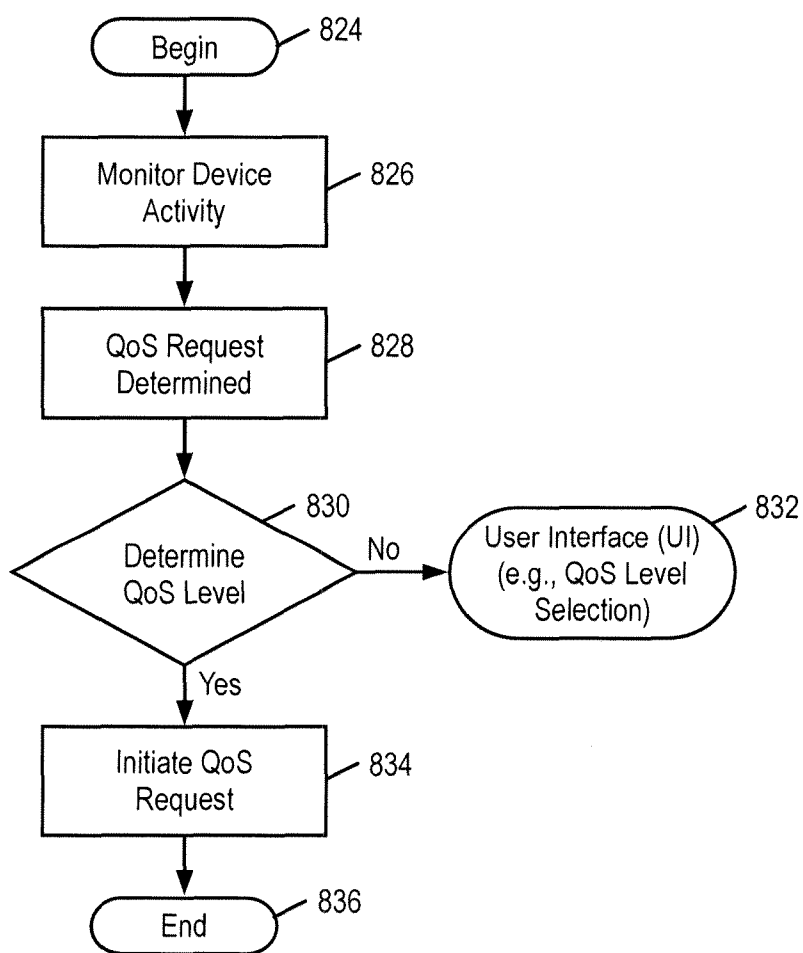 Begin
824
Monitor Device
Activity
826
QoS Request
Determined
828
830
Determine
QoS Level
No
832
User Interface (UI)
(e.g., QoS Level
Selection)
Yes
Initiate QoS
Request
834
End
836